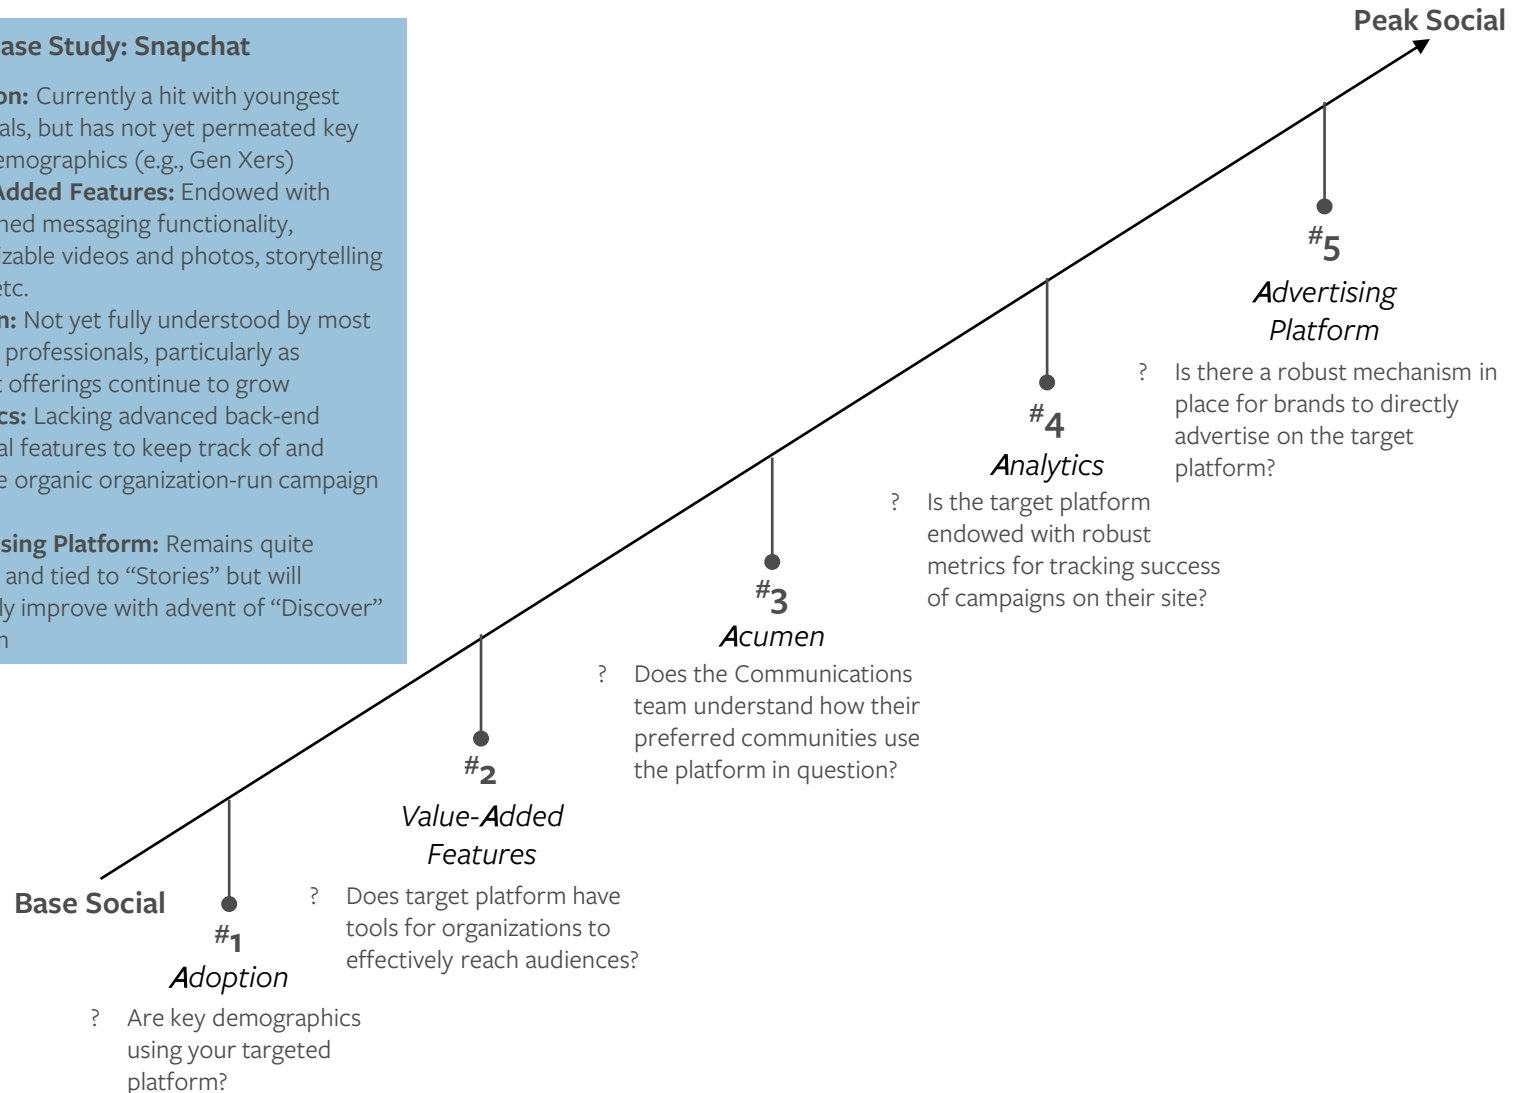 Peak Social
ase Study: Snapchat
on: Currently a hit with youngest
als, but has not yet permeated key
emographics (e.g., Gen Xers)
Added Features: Endowed with
ned messaging functionality,
izable videos and photos, storytelling
etc.
n: Not yet fully understood by most
professionals, particularly as
t offerings continue to grow
cs: Lacking advanced back-end
al features to keep track of and
e organic organization-run campaign
sing Platform: Remains quite
and tied to “Stories” but will
ly improve with advent of “Discover”
n
#5
Advertising
Platform
? Is there a robust mechanism in
place for brands to directly
advertise on the target
platform?
#4
Analytics
? Is the target platform
endowed with robust
metrics for tracking success
of campaigns on their site?
#3
Acumen
? Does the Communications
team understand how their
preferred communities use
the platform in question?
#2
Value-Added
Features
? Does target platform have
tools for organizations to
effectively reach audiences?
Base Social
#1
Adoption
? Are key demographics
using your targeted
platform?